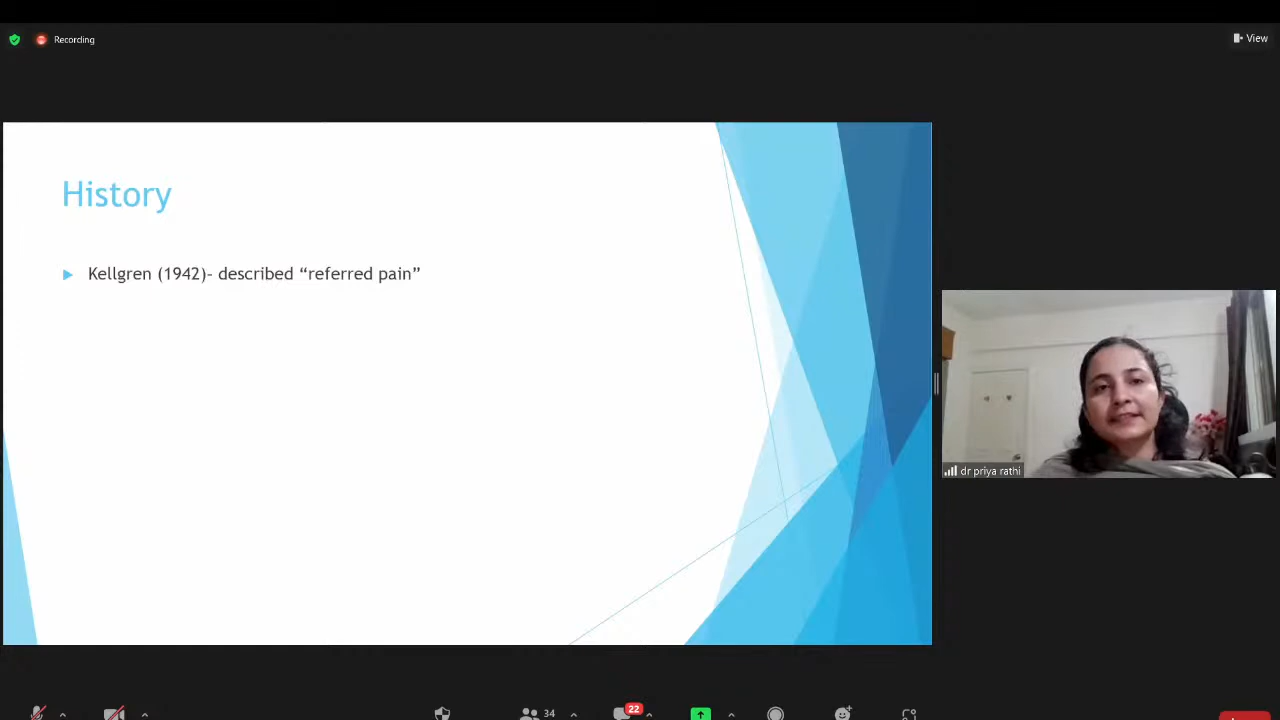 Recording
View
History
Kellgren (1942)- described “referred pain”
dr priya rathi
34
22